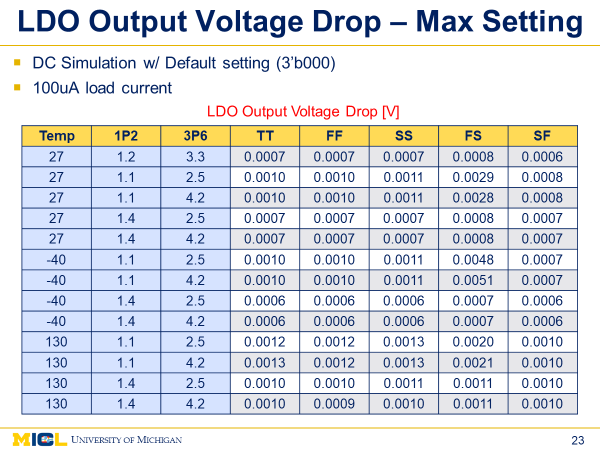 LDO Output Voltage Drop – Max Setting
DC Simulation w/ Default setting (3’b000)
100uA load current
LDO Output Voltage Drop [V]
Temp 1P2 3P6 TT FF SS FS SF
27 1.2 3.3 0.0007 0.0007 0.0007 0.0008 0.0006
27 1.1 2.5 0.0010 0.0010 0.0011 0.0029 0.0008
27 1.1 4.2 0.0010 0.0010 0.0011 0.0028 0.0008
27 1.4 2.5 0.0007 0.0007 0.0007 0.0008 0.0007
27 1.4 4.2 0.0007 0.0007 0.0007 0.0008 0.0007
-40 1.1 2.5 0.0010 0.0010 0.0011 0.0048 0.0007
-40 1.1 4.2 0.0010 0.0010 0.0011 0.0051 0.0007
-40 1.4 2.5 0.0006 0.0006 0.0006 0.0007 0.0006
-40 1.4 4.2 0.0006 0.0006 0.0006 0.0007 0.0006
130 1.1 2.5 0.0012 0.0012 0.0013 0.0020 0.0010
130 1.1 4.2 0.0013 0.0012 0.0013 0.0021 0.0010
130 1.4 2.5 0.0010 0.0010 0.0011 0.0011 0.0010
130 1.4 4.2 0.0010 0.0009 0.0010 0.0011 0.0010
MICL UNIVERSITY OF MICHIGAN
23